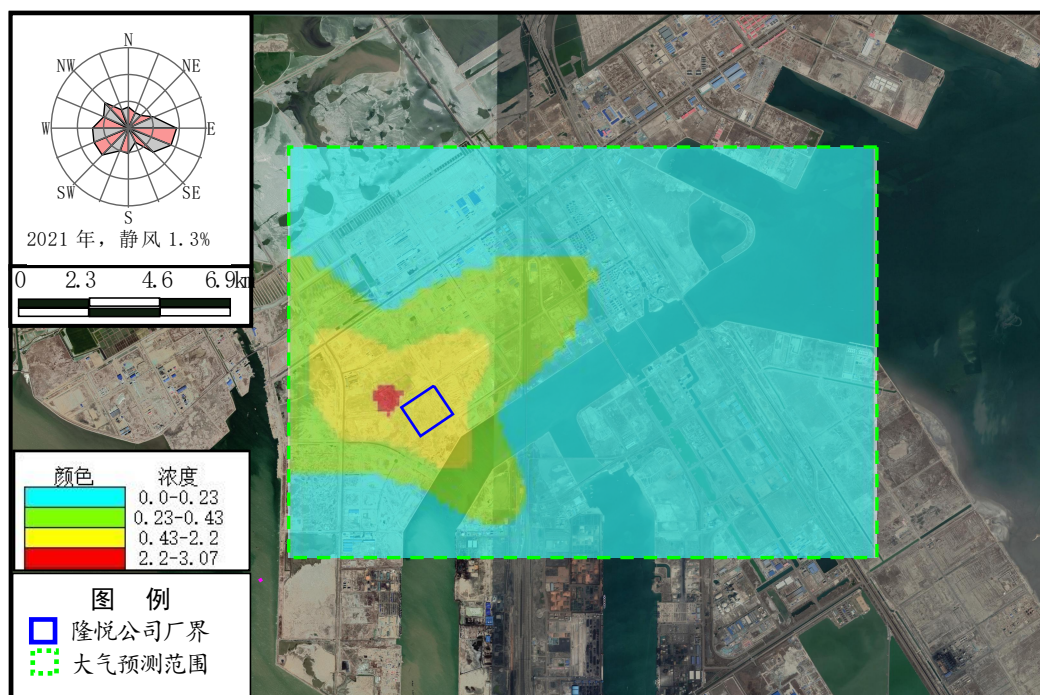 N
NW
NE
W
E
SW
SE
S
2021 年，静风 1.3%
0 2.3 4.6 6.9km
颜色 浓度
0.0-0.23
0.23-0.43
0.43-2.2
2.2-3.07
图 例
隆悦公司厂界
大气预测范围